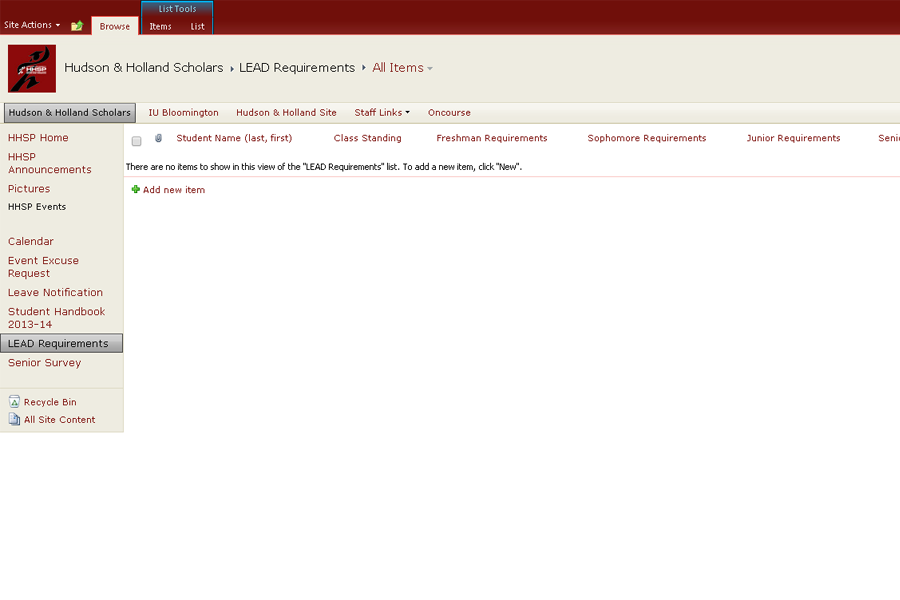 List Tools
Site Actions Browse Items List
HHSP
Hudson & Holland Scholars LEAD Requirements All Items
Hudson & Holland Scholars IU Bloomington Hudson & Holland Site Staff Links Oncourse
HHSP Home
HHSP
Announcements
Pictures
HHSP Events
Calendar
Event Excuse
Request
Leave Notification
Student Handbook
2013-14
LEAD Requirements
Senior Survey
Recycle Bin
All Site Content
Student Name (last, first) Class Standing Freshman Requirements Sophomore Requirements Junior Requirements Seni
There are no items to show in this view of the "LEAD Requirements" list. To add a new item, click "New".
Add new item